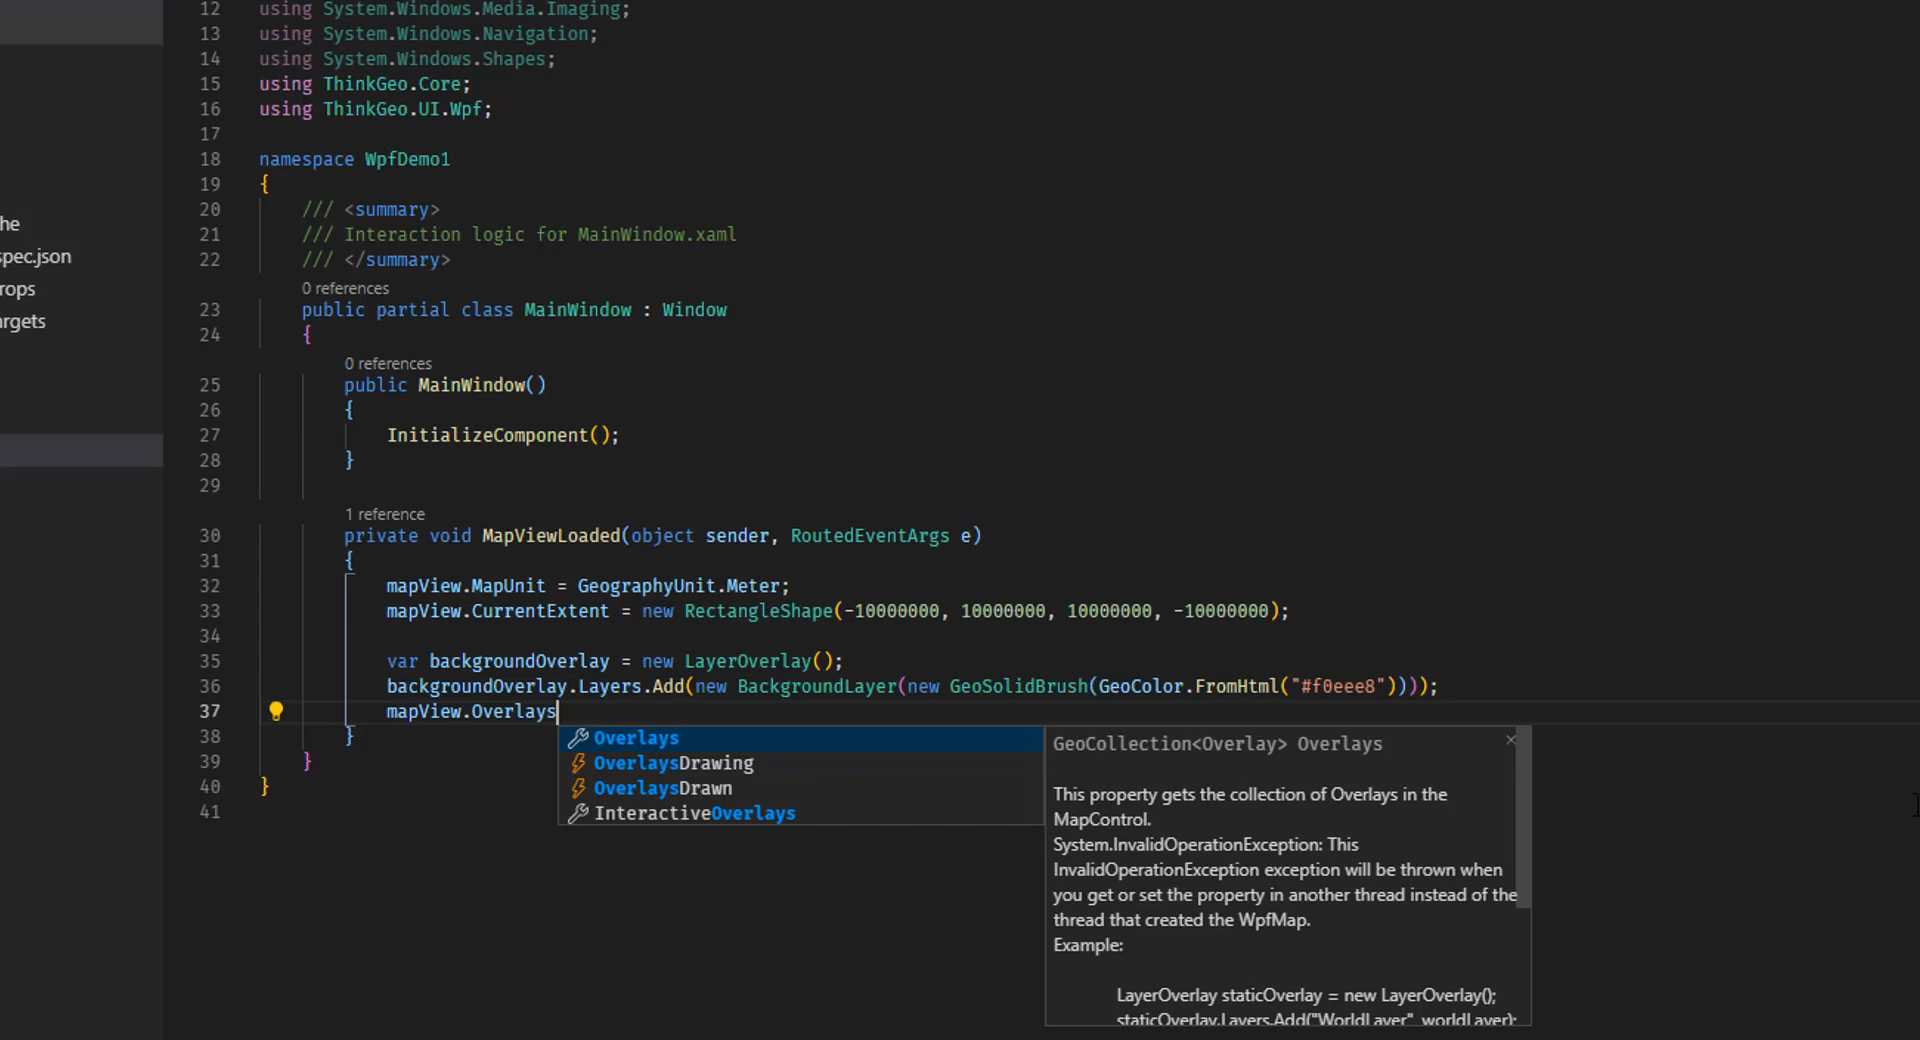 he
spec.json
rops
argets
12 using System.Windows.Media.Imaging;
13 using System.Windows.Navigation;
14 using System.Windows.Shapes;
15 using ThinkGeo.Core;
16 using ThinkGeo.UI.Wpf;
17
18 namespace WpfDemo1
19 {
20 /// <summary>
21 /// Interaction logic for MainWindow.xaml
22 /// </summary>
0 references
23 public partial class MainWindow : Window
24 {
0 references
25 public MainWindow()
26 {
27 InitializeComponent();
28 }
29
1 reference
30 private void MapViewLoaded(object sender, RoutedEventArgs e)
31 {
32 mapView.MapUnit = GeographyUnit.Meter;
33 mapView.CurrentExtent = new RectangleShape(-10000000, 10000000, 10000000, -10000000);
34
35 var backgroundOverlay = new LayerOverlay();
36 backgroundOverlay.Layers.Add(new BackgroundLayer(new GeoSolidBrush(GeoColor.FromHtml("#f0eee8"))));
37 mapView.Overlays
38 }
39 }
40 }
41
Overlays
OverlaysDrawing
OverlaysDrawn
InteractiveOverlays
GeoCollection<Overlay> Overlays
This property gets the collection of Overlays in the
MapControl.
System.InvalidOperationException: This
InvalidOperationException exception will be thrown when
you get or set the property in another thread instead of the
thread that created the WpfMap.
Example:
LayerOverlay staticOverlay = new LayerOverlay();
staticOverlay.Layers.Add("WorldLayer", worldLayer);